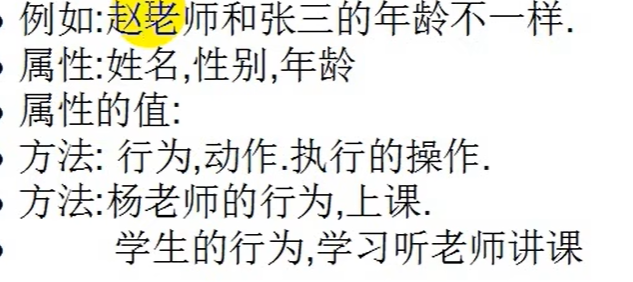 • 例如:赵老师和张三的年龄不一样.
• 属性:姓名,性别,年龄
• 属性的值:
• 方法: 行为,动作.执行的操作.
• 方法:杨老师的行为,上课.
• 学生的行为,学习听老师讲课